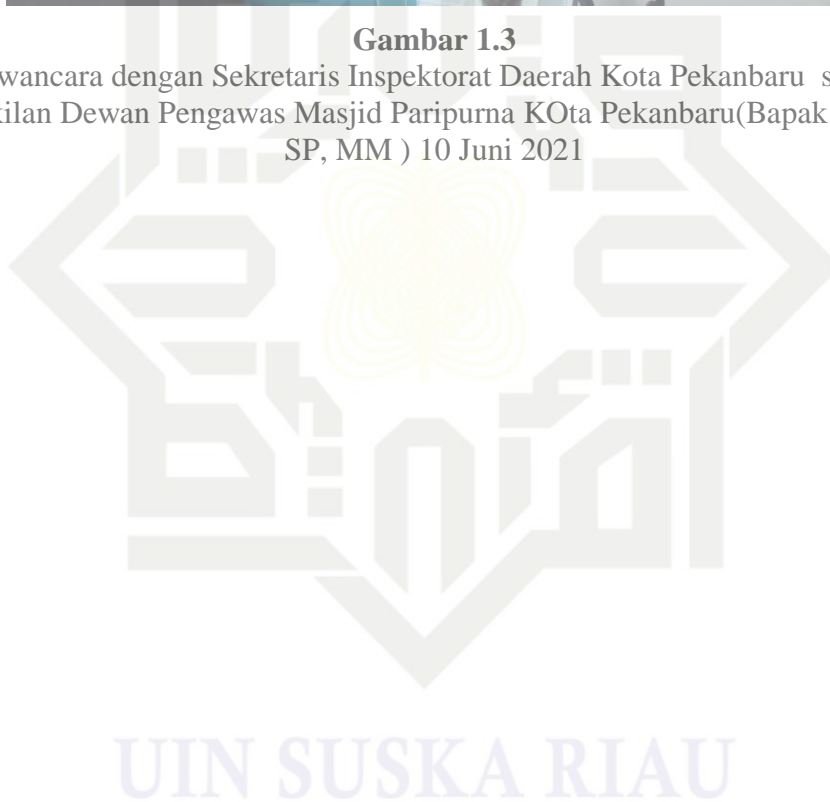 Gambar 1.3
wancara dengan Sekretaris Inspektorat Daerah Kota Pekanbaru s
kilan Dewan Pengawas Masjid Paripurna KOta Pekanbaru(Bapak
SP, MM ) 10 Juni 2021
UIN SUSKA RIAU